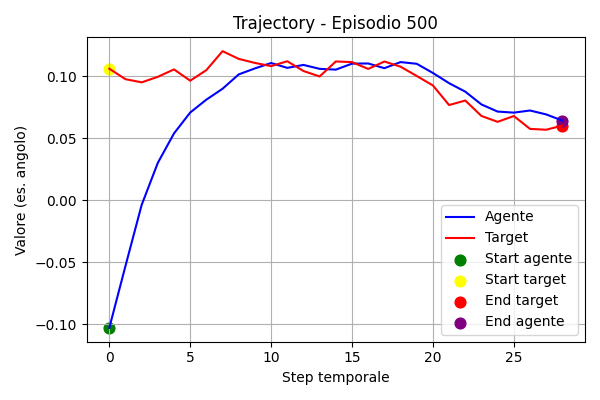 Trajectory - Episodio 500
Valore (es. angolo)
0.10
0.05
0.00
−0.05
−0.10
0
5
10
15
20
25
Step temporale
Agente
Target
Start agente
Start target
End target
End agente